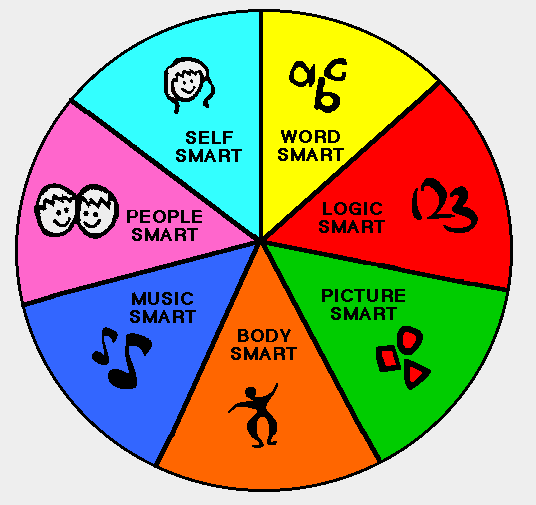 SELF
SMART
WORD
SMART
abc
LOGIC
SMART
123
PICTURE
SMART
BODY
SMART
MUSIC
SMART
PEOPLE
SMART